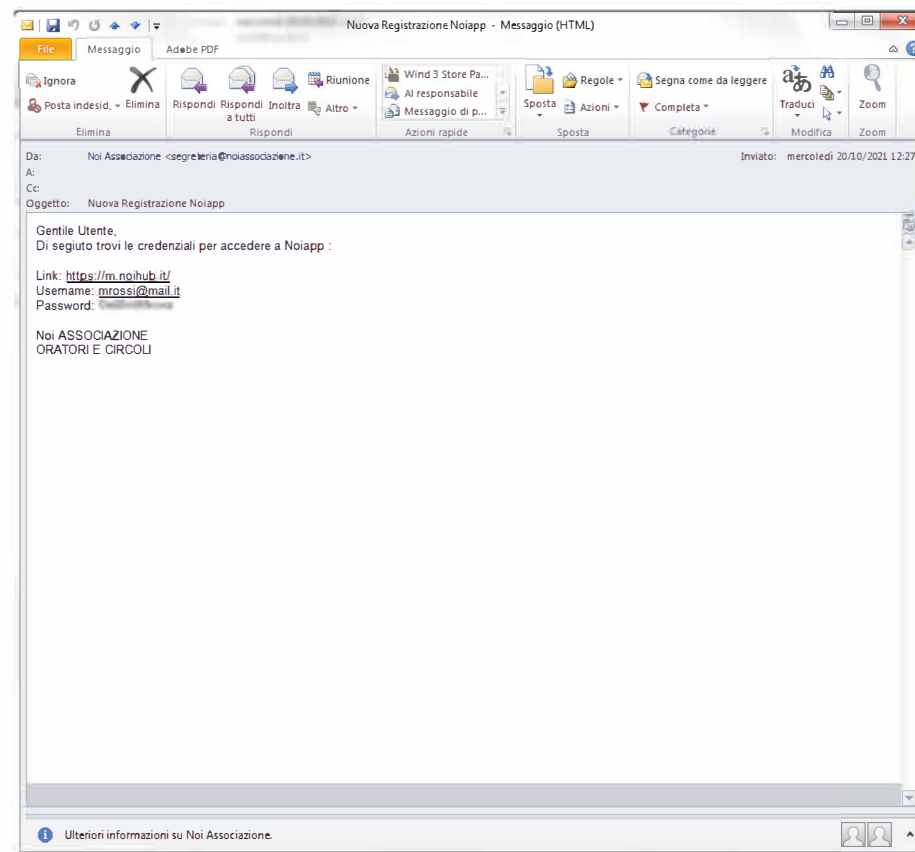 Nuova Registrazione Noiapp - Messaggio (HTML)
File Messaggio Adobe PDF
Ignora
Posta indesid.
Elimina
Elimina
Rispondi
Rispondi a tutti
Inoltra
Riunione
Altro
Rispondi
Wind 3 Store Pa...
Al responsabile
Messaggio di p...
Azioni rapide
Sposta
Regole
Azioni
Sposta
Segna come da leggere
Completa
Categorie
Traduci
Modifica
Zoom
Zoom
Da: Noi Associazione <segreteria@noiassociazione.it>
Inviato: mercoledì 20/10/2021 12:27
A:
Cc:
Oggetto: Nuova Registrazione Noiapp
Gentile Utente,
Di segiuto trovi le credenziali per accedere a Noiapp :
Link: https://m.noihub.it/
Username: mrossi@mail.it
Password:
Noi ASSOCIAZIONE
ORATORI E CIRCOLI
Ulteriori informazioni su Noi Associazione.